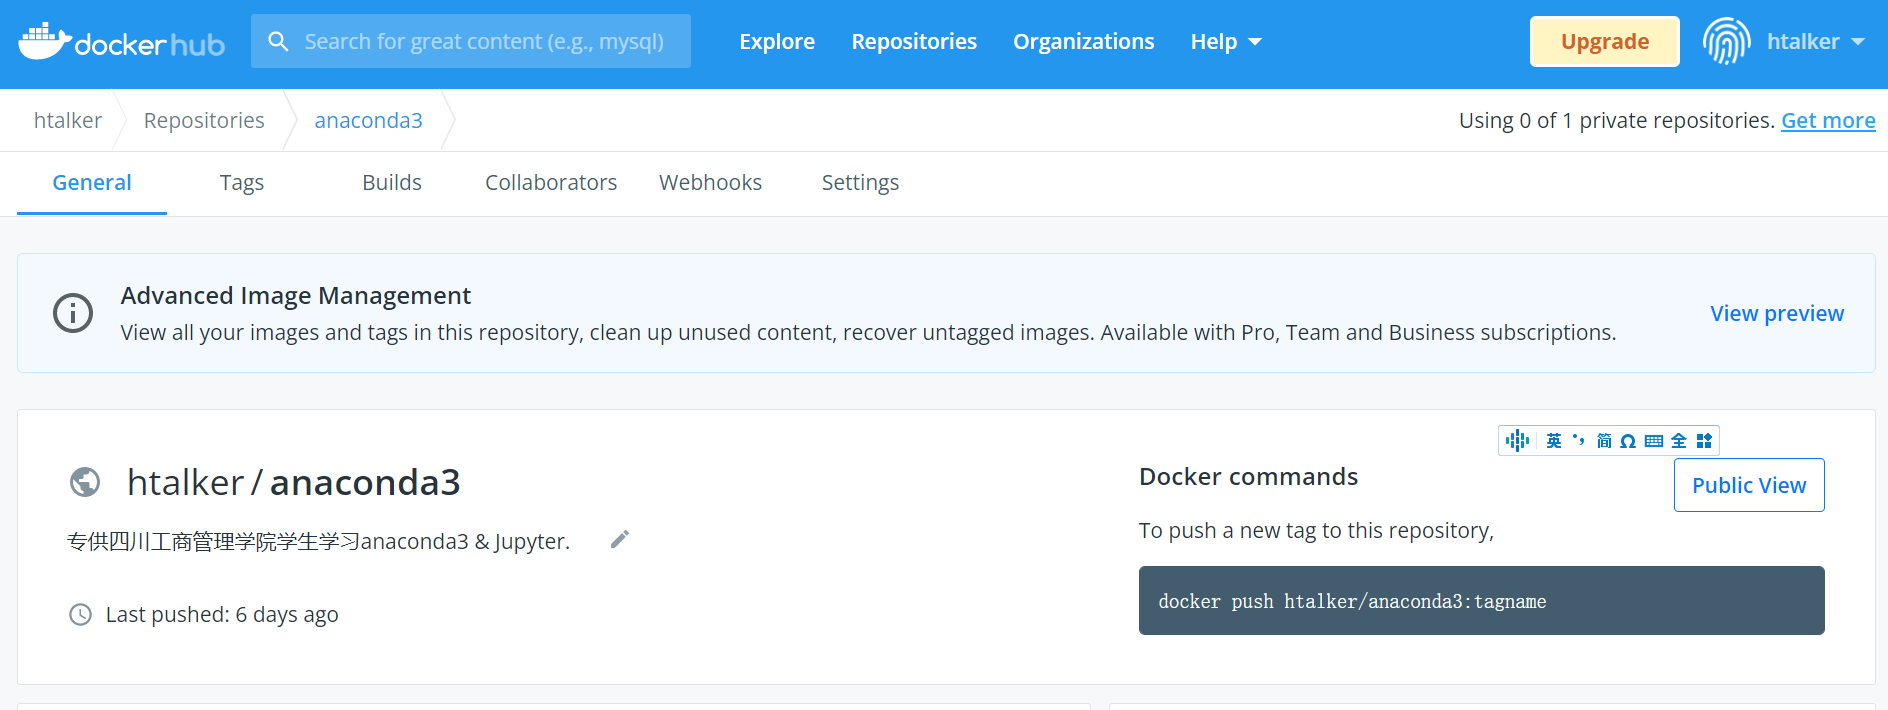 docker hub
Search for great content (e.g., mysql)
Explore
Repositories
Organizations
Help
Upgrade
htalker
htalker
Repositories
anaconda3
Using 0 of 1 private repositories. Get more
General
Tags
Builds
Collaborators
Webhooks
Settings
Advanced Image Management
View all your images and tags in this repository, clean up unused content, recover untagged images. Available with Pro, Team and Business subscriptions.
View preview
htalker / anaconda3
专供四川工商管理学院学生学习anaconda3 & Jupyter.
Last pushed: 6 days ago
英 简 全
Docker commands
Public View
To push a new tag to this repository,
docker push htalker/anaconda3:tagname